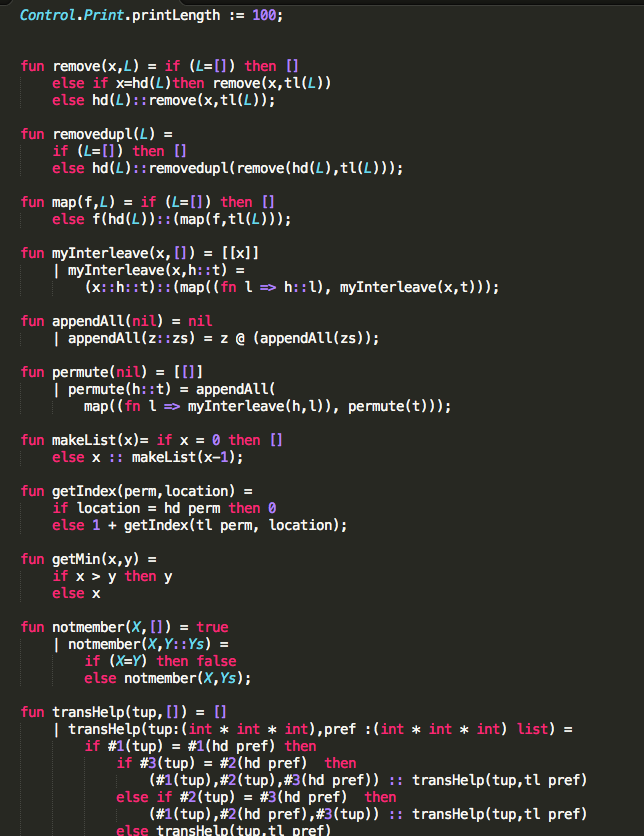 Control.Print.printLength := 100;
fun remove(x,L) = if (L=[]) then []
else if x=hd(L)then remove(x,tl(L))
else hd(L)::remove(x,tl(L));
fun removedupl(L) =
if (L=[]) then []
else hd(L)::removedupl(remove(hd(L),tl(L)));
fun map(f,L) = if (L=[]) then []
else f(hd(L))::(map(f,tl(L)));
fun myInterleave(x,[]) = [[x]]
| myInterleave(x,h::t) =
(x::h::t)::(map((fn l => h::l), myInterleave(x,t)));
fun appendAll(nil) = nil
| appendAll(z::zs) = z @ (appendAll(zs));
fun permute(nil) = [[]]
| permute(h::t) = appendAll(
map((fn l => myInterleave(h,l)), permute(t)));
fun makeList(x)= if x = 0 then []
else x :: makeList(x-1);
fun getIndex(perm,location) =
if location = hd perm then 0
else 1 + getIndex(tl perm, location);
fun getMin(x,y) =
if x > y then y
else x
fun notmember(X,[]) = true
| notmember(X,Y::Ys) =
if (X=Y) then false
else notmember(X,Ys);
fun transHelp(tup,[]) = []
| transHelp(tup:(int * int * int),pref :(int * int * int) list) =
if #1(tup) = #1(hd pref) then
if #3(tup) = #2(hd pref)  then
(#1(tup),#2(tup),#3(hd pref)) :: transHelp(tup,tl pref)
else if #2(tup) = #3(hd pref)  then
(#1(tup),#2(hd pref),#3(tup)) :: transHelp(tup,tl pref)
else transHelp(tup,tl pref)